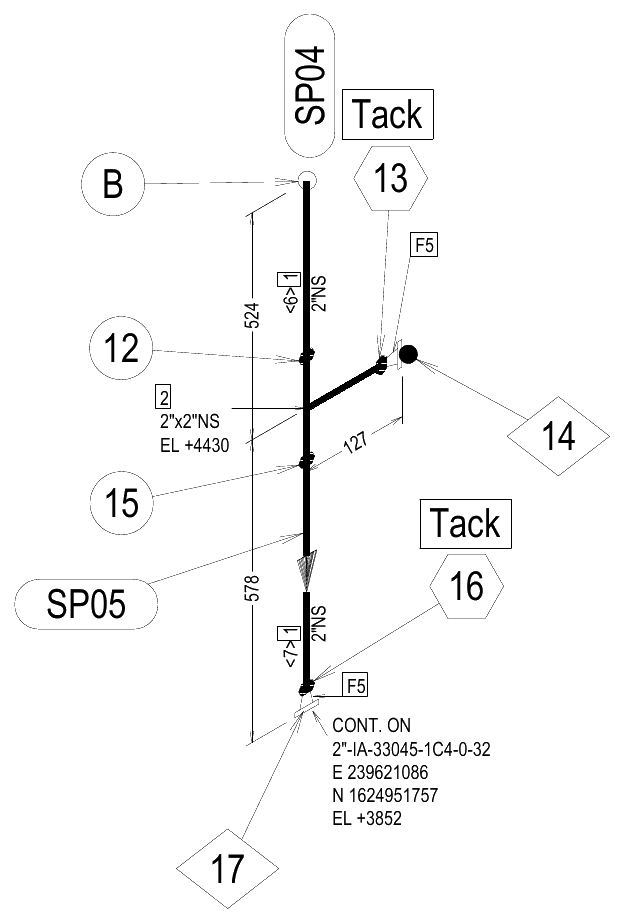 SP04
Tack
13
B
F5
<6> 1
2"NS
524
12
14
2
2"x2"NS
EL +4430
127
15
Tack
16
SP05
578
<7> 1
2"NS
F5
CONT. ON
2"-IA-33045-1C4-0-32
E 239621086
N 1624951757
EL +3852
17